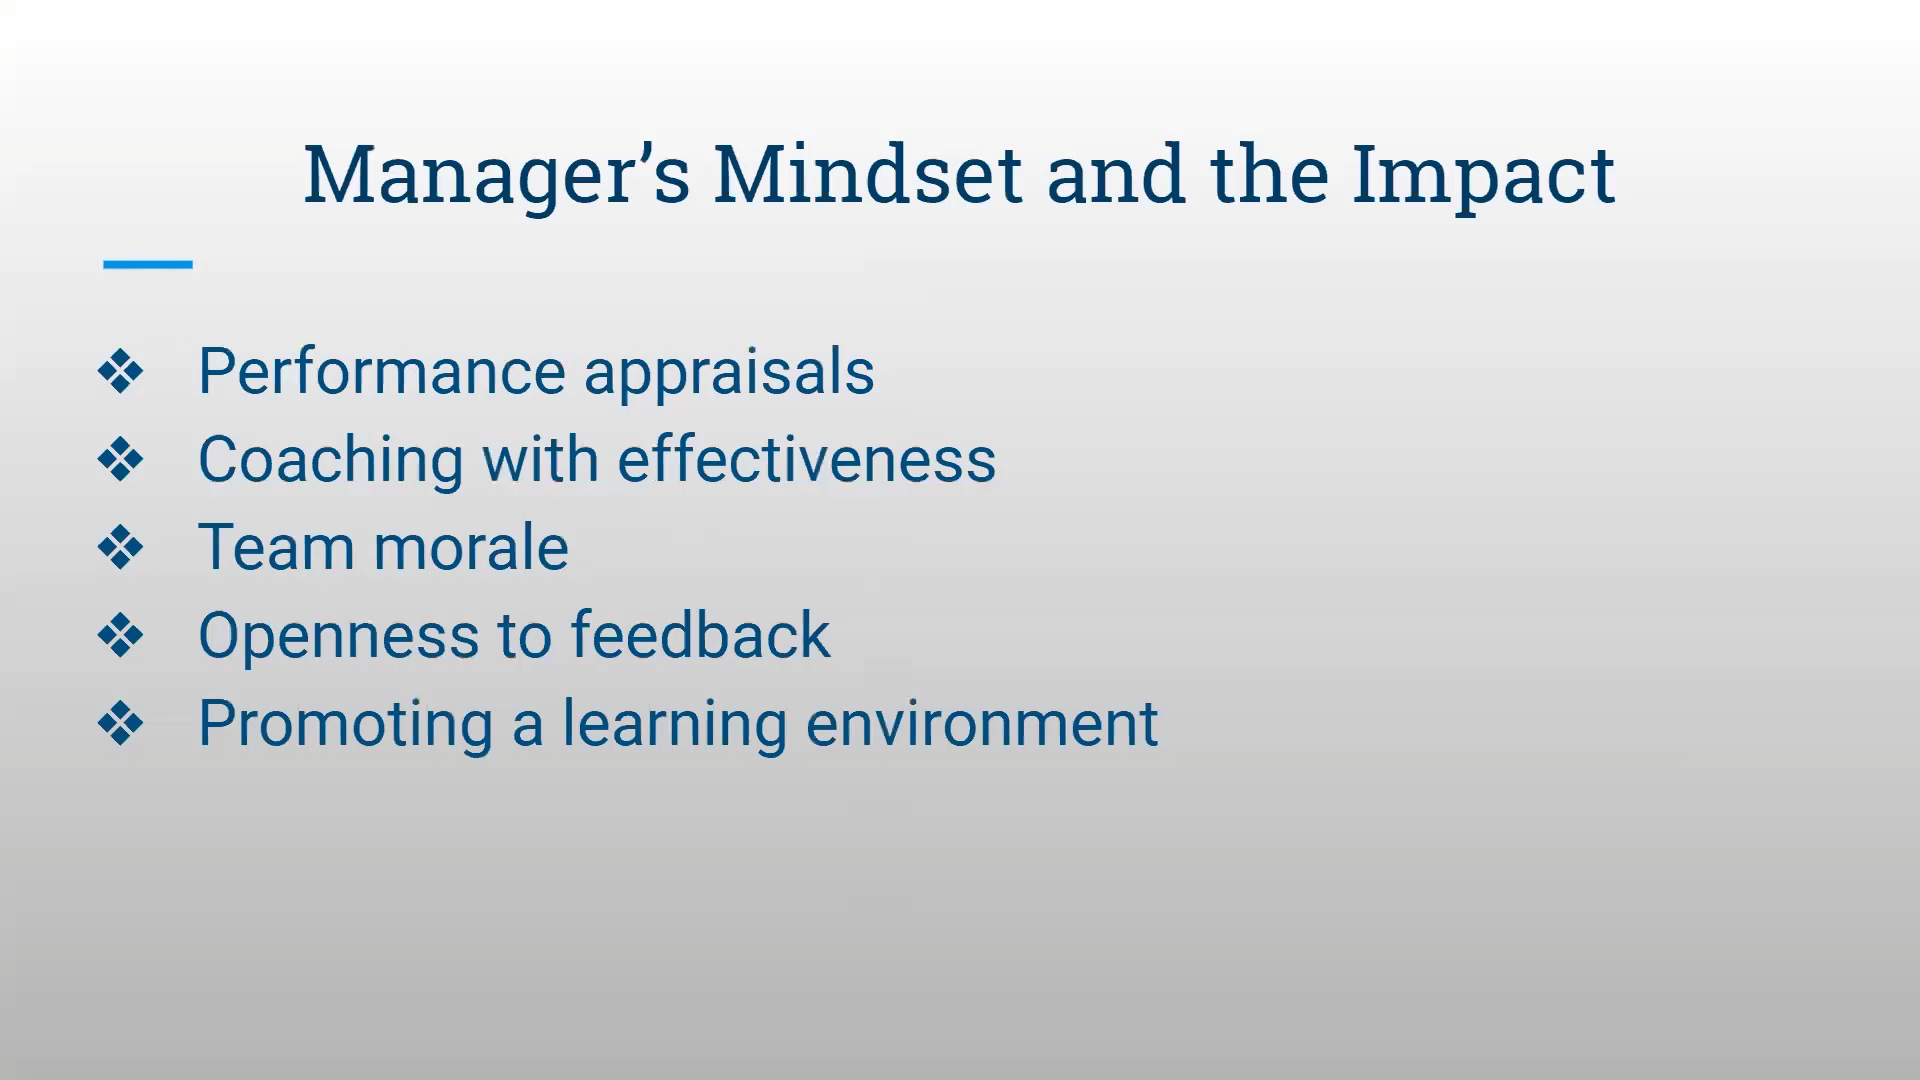 Manager’s Mindset and the Impact
❖ Performance appraisals
❖ Coaching with effectiveness
❖ Team morale
❖ Openness to feedback
❖ Promoting a learning environment